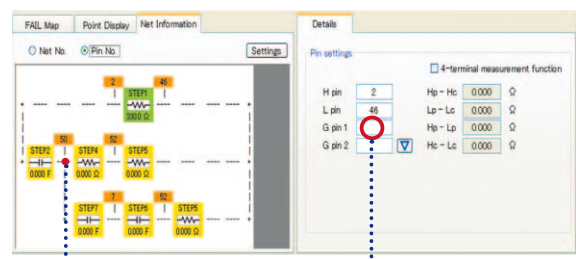 FAIL Map Point Display Net Information
Net No. Pin No. Settings
2 46
STEP1
330.0 Ω
50 52
STEP2 STEP4 STEP5
0.000 F 0.000 Ω 0.000 Ω
7 52
STEP7 STEP6 STEP5
0.000 F 0.000 F 0.000 Ω
Details
Pin settings
4-terminal measurement function
H pin 2 Hp - Hc 0.000 Ω
L pin 46 Lp - Lc 0.000 Ω
G pin 1 Hp - Lp 0.000 Ω
G pin 2 Hc - Lc 0.000 Ω